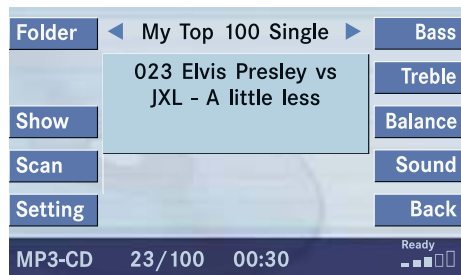 Folder
My Top 100 Single
Bass
023 Elvis Presley vs
JXL - A little less
Treble
Show
Balance
Scan
Sound
Setting
Back
MP3-CD 23/100 00:30 Ready